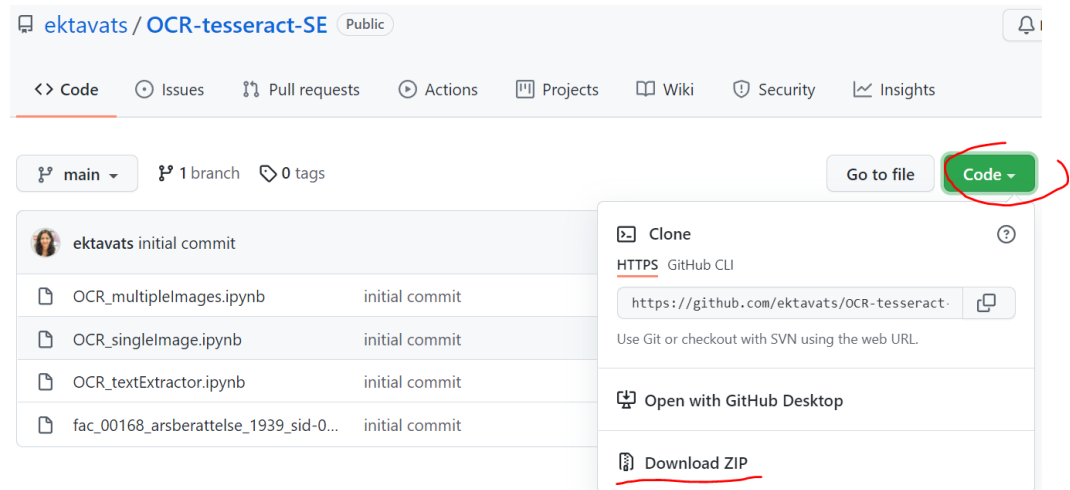 ektavats / OCR-tesseract-SE Public
Code Issues Pull requests Actions Projects Wiki Security Insights
main 1 branch 0 tags Go to file Code
ektavats initial commit
OCR_multipleImages.ipynb initial commit
OCR_singleImage.ipynb initial commit
OCR_textExtractor.ipynb initial commit
fac_00168_arsberattelse_1939_sid-0... initial commit
Clone
HTTPS GitHub CLI
https://github.com/ektavats/OCR-tesseract-
Use Git or checkout with SVN using the web URL.
Open with GitHub Desktop
Download ZIP